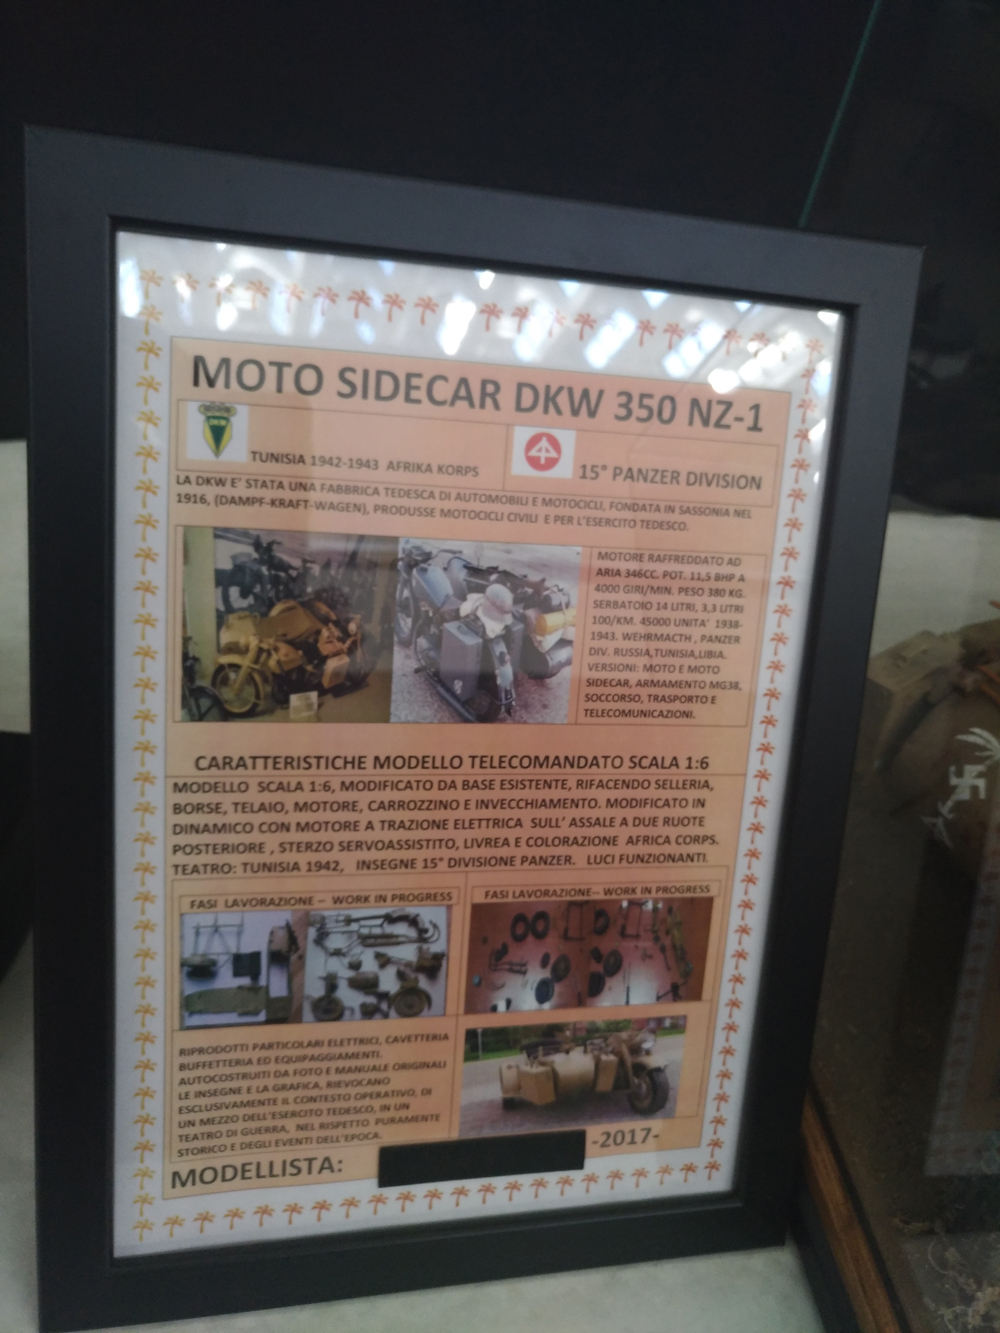 MOTO SIDECAR DKW 350 NZ-1
DKW
TUNISIA 1942-1943 AFRIKA KORPS
15° PANZER DIVISION
LA DKW E' STATA UNA FABBRICA TEDESCA DI AUTOMOBILI E MOTOCICLI, FONDATA IN SASSONIA NEL
1916, (DAMPF-KRAFT-WAGEN), PRODUSSE MOTOCICLI CIVILI E PER L'ESERCITO TEDESCO.
MOTORE RAFFREDDATO AD
ARIA 346CC. POT. 11,5 BHP A
4000 GIRI/MIN. PESO 380 KG.
SERBATOIO 14 LITRI, 3,3 LITRI
100/KM. 45000 UNITA' 1938-
1943. WEHRMACTH , PANZER
DIV. RUSSIA,TUNISIA,LIBIA.
VERSIONI: MOTO E MOTO
SIDECAR, ARMAMENTO MG38,
SOCCORSO, TRASPORTO E
TELECOMUNICAZIONI.
CARATTERISTICHE MODELLO TELECOMANDATO SCALA 1:6
MODELLO SCALA 1:6, MODIFICATO DA BASE ESISTENTE, RIFACENDO SELLERIA,
BORSE, TELAIO, MOTORE, CARROZZINO E INVECCHIAMENTO. MODIFICATO IN
DINAMICO CON MOTORE A TRAZIONE ELETTRICA SULL' ASSALE A DUE RUOTE
POSTERIORE , STERZO SERVOASSISTITO, LIVREA E COLORAZIONE AFRICA CORPS.
TEATRO: TUNISIA 1942, INSEGNE 15° DIVISIONE PANZER. LUCI FUNZIONANTI.
FASI LAVORAZIONE – WORK IN PROGRESS
FASI LAVORAZIONE-- WORK IN PROGRESS
RIPRODOTTI PARTICOLARI ELETTRICI, CAVETTERIA
BUFFETTERIA ED EQUIPAGGIAMENTI.
AUTOCOSTRUITI DA FOTO E MANUALE ORIGINALI
LE INSEGNE E LA GRAFICA, RIEVOCANO
ESCLUSIVAMENTE IL CONTESTO OPERATIVO, DI
UN MEZZO DELL'ESERCITO TEDESCO, IN UN
TEATRO DI GUERRA, NEL RISPETTO PURAMENTE
STORICO E DEGLI EVENTI DELL'EPOCA.
MODELLISTA:
-2017-